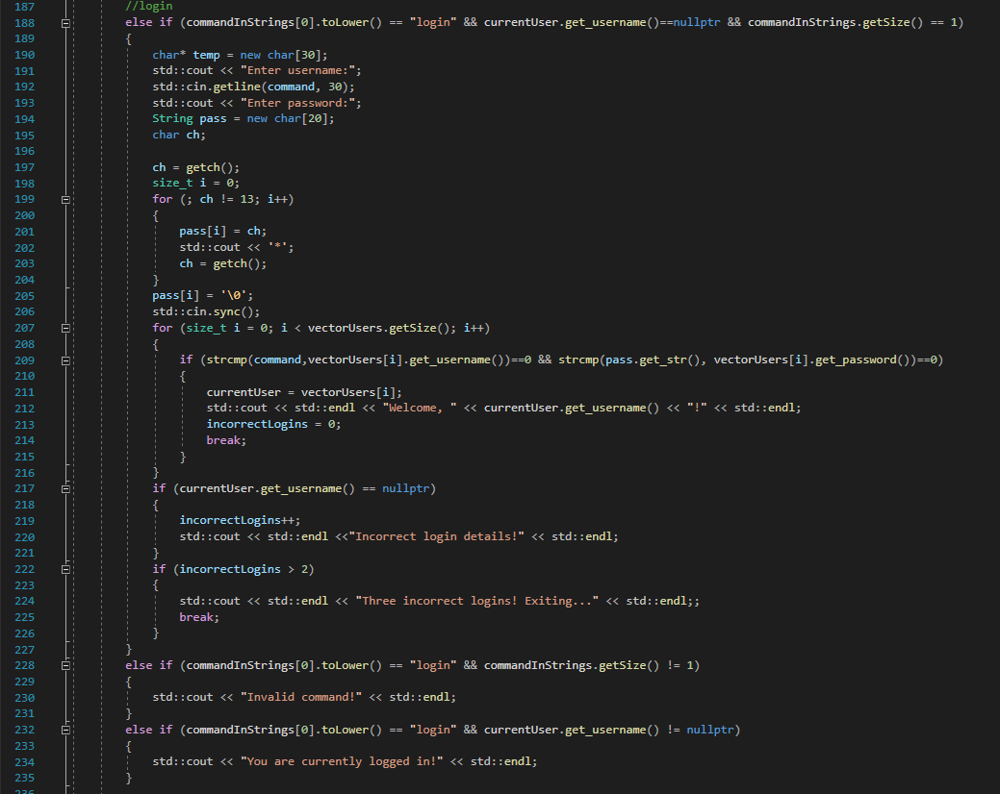 187 //login
188 else if (commandInStrings[0].toLower() == "login" && currentUser.get_username()==nullptr && commandInStrings.getSize() == 1)
189 {
190 char* temp = new char[30];
191 std::cout << "Enter username:";
192 std::cin.getline(command, 30);
193 std::cout << "Enter password:";
194 String pass = new char[20];
195 char ch;
196
197 ch = getch();
198 size_t i = 0;
199 for (; ch != 13; i++)
200 {
201 pass[i] = ch;
202 std::cout << '*';
203 ch = getch();
204 }
205 pass[i] = '\0';
206 std::cin.sync();
207 for (size_t i = 0; i < vectorUsers.getSize(); i++)
208 {
209 if (strcmp(command,vectorUsers[i].get_username())==0 && strcmp(pass.get_str(), vectorUsers[i].get_password())==0)
210 {
211 currentUser = vectorUsers[i];
212 std::cout << std::endl << "Welcome, " << currentUser.get_username() << "!" << std::endl;
213 incorrectLogins = 0;
214 break;
215 }
216 }
217 if (currentUser.get_username() == nullptr)
218 {
219 incorrectLogins++;
220 std::cout << std::endl <<"Incorrect login details!" << std::endl;
221 }
222 if (incorrectLogins > 2)
223 {
224 std::cout << std::endl << "Three incorrect logins! Exiting..." << std::endl;;
225 break;
226 }
227 }
228 else if (commandInStrings[0].toLower() == "login" && commandInStrings.getSize() != 1)
229 {
230 std::cout << "Invalid command!" << std::endl;
231 }
232 else if (commandInStrings[0].toLower() == "login" && currentUser.get_username() != nullptr)
233 {
234 std::cout << "You are currently logged in!" << std::endl;
235 }
236